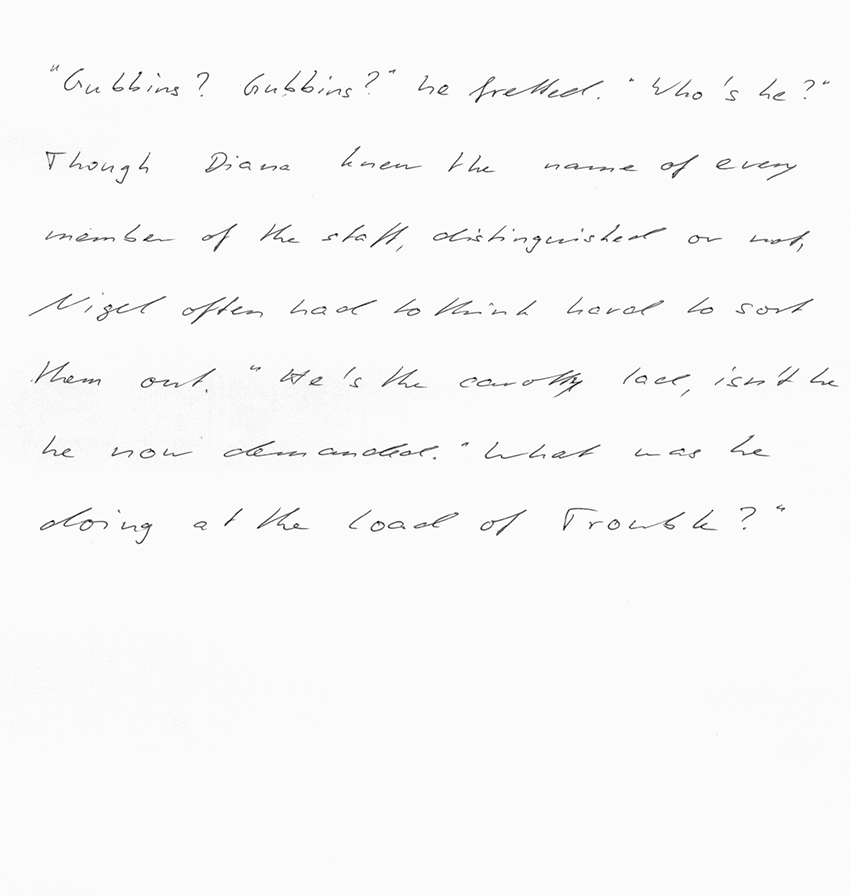 "Gubbins? Gubbins?" he fretted. "Who's he?"
Though Diana knew the name of every
member of the staff, distinguished or not,
Nigel often had to think hard to sort
them out. "He's the carotty lad, isn't he
he now demanded. "What was he
doing at the Load of Trouble?"